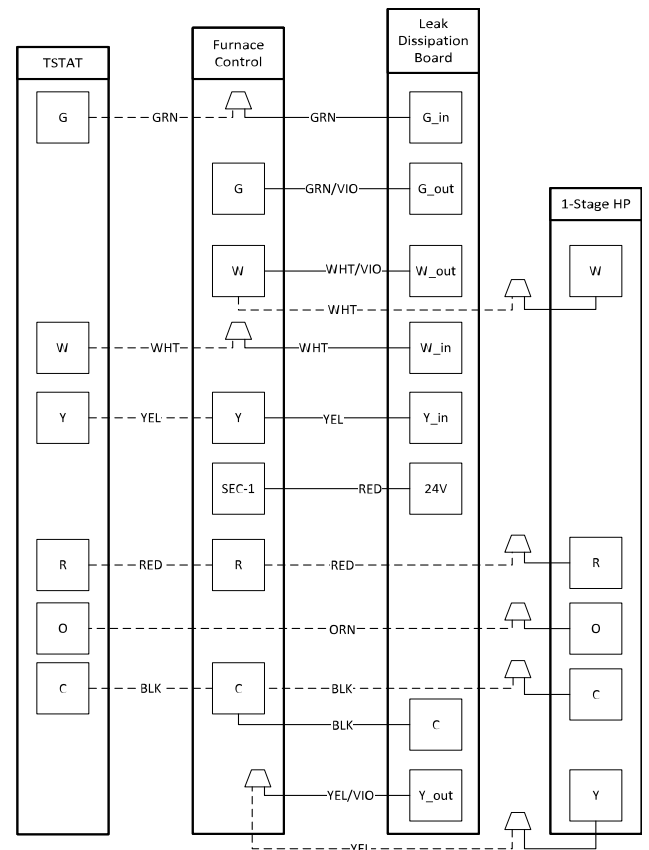 Leak
Dissipation
Board
Furnace
Control
TSTAT
G
GRN
GRN
G_in
G
GRN/VIO
G_out
1-Stage HP
W
WHT/VIO
W_out
W
WHT
W
WHT
WHT
W_in
Y
YEL
Y
YEL
Y_in
SEC-1
RED
24V
R
RED
R
RED
R
O
ORN
O
C
BLK
C
BLK
C
BLK
C
YEL/VIO
Y_out
Y
YEL